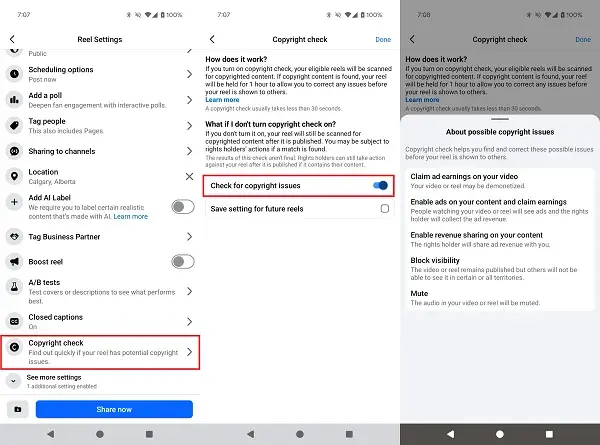 7:07
100%
Reel Settings
Public
Scheduling options
Post now
Add a poll
Deepen fan engagement with interactive polls.
Tag people
This also includes Pages.
Sharing to channels
Location
Calgary, Alberta
Add AI Label
We require you to label certain
realistic content that's made with AI. Learn more
Tag Business Partner
Boost reel
A/B tests
Test covers or descriptions to see what performs
best.
Closed captions
On
Copyright check
Find out quickly if your reel has potential copyright
issues.
See more settings
1 additional setting enabled
Share now
7:07
100%
Copyright check
Done
How does it work?
If you turn on copyright check, your eligible reels will be scanned
for copyrighted content. If copyright content is found, your reel
will be held for 1 hour to allow you to correct any issues before
your reel is shown to others.
Learn more
A copyright check usually takes less than 30 seconds.
What if I don't turn copyright check on?
If you don't turn it on, your reel will still be scanned for
copyrighted content after it is published. You may be subject to
rights holders' actions if a match is found.
The results of this check aren't final. Rights holders can still take action
against your reel after it is published if it contains their content.
Check for copyright issues
Save setting for future reels
7:08
100%
Copyright check
Done
How does it work?
If you turn on copyright check, your eligible reels will be scanned
for copyrighted content. If copyright content is found, your reel
will be held for 1 hour to allow you to correct any issues before
your reel is shown to others.
Learn more
A copyright check usually takes less than 30 seconds.
About possible copyright issues
Copyright check helps you find and correct these possible issues
before your reel is shown to others.
Claim ad earnings on your video
Your video or reel may be demonetized.
Enable ads on your content and claim earnings
People watching your video or reel will see ads and the rights
holder will collect the ad revenue.
Enable revenue sharing on your content
The rights holder will share ad revenue with you.
Block visibility
The video or reel remains published but others will not be
able to see it in certain or all territories.
Mute
The audio in your video or reel will be muted.